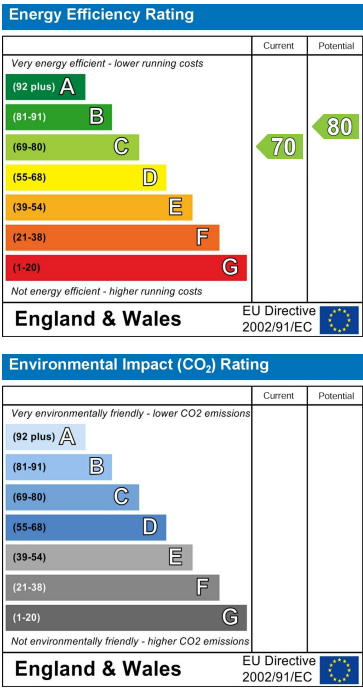 Energy Efficiency Rating
Current Potential
Very energy efficient - lower running costs
(92 plus) A
(81-91) B
(69-80) C
(55-68) D
(39-54) E
(21-38) F
(1-20) G
70
80
Not energy efficient - higher running costs
England & Wales
EU Directive
2002/91/EC
Environmental Impact (CO₂) Rating
Current Potential
Very environmentally friendly - lower CO2 emissions
(92 plus) A
(81-91) B
(69-80) C
(55-68) D
(39-54) E
(21-38) F
(1-20) G
Not environmentally friendly - higher CO2 emissions
England & Wales
EU Directive
2002/91/EC